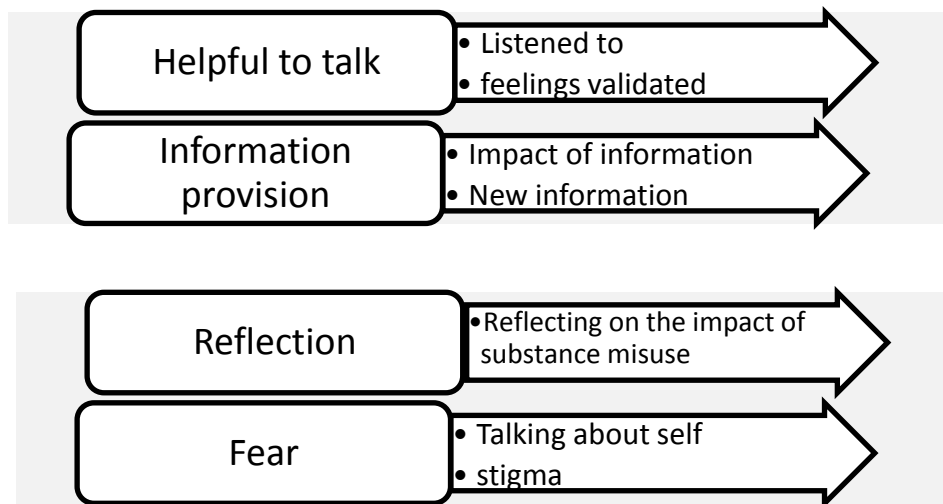 Helpful to talk
• Listened to
• feelings validated
Information
provision
• Impact of information
• New information
Reflection
•Reflecting on the impact of
substance misuse
Fear
• Talking about self
• stigma